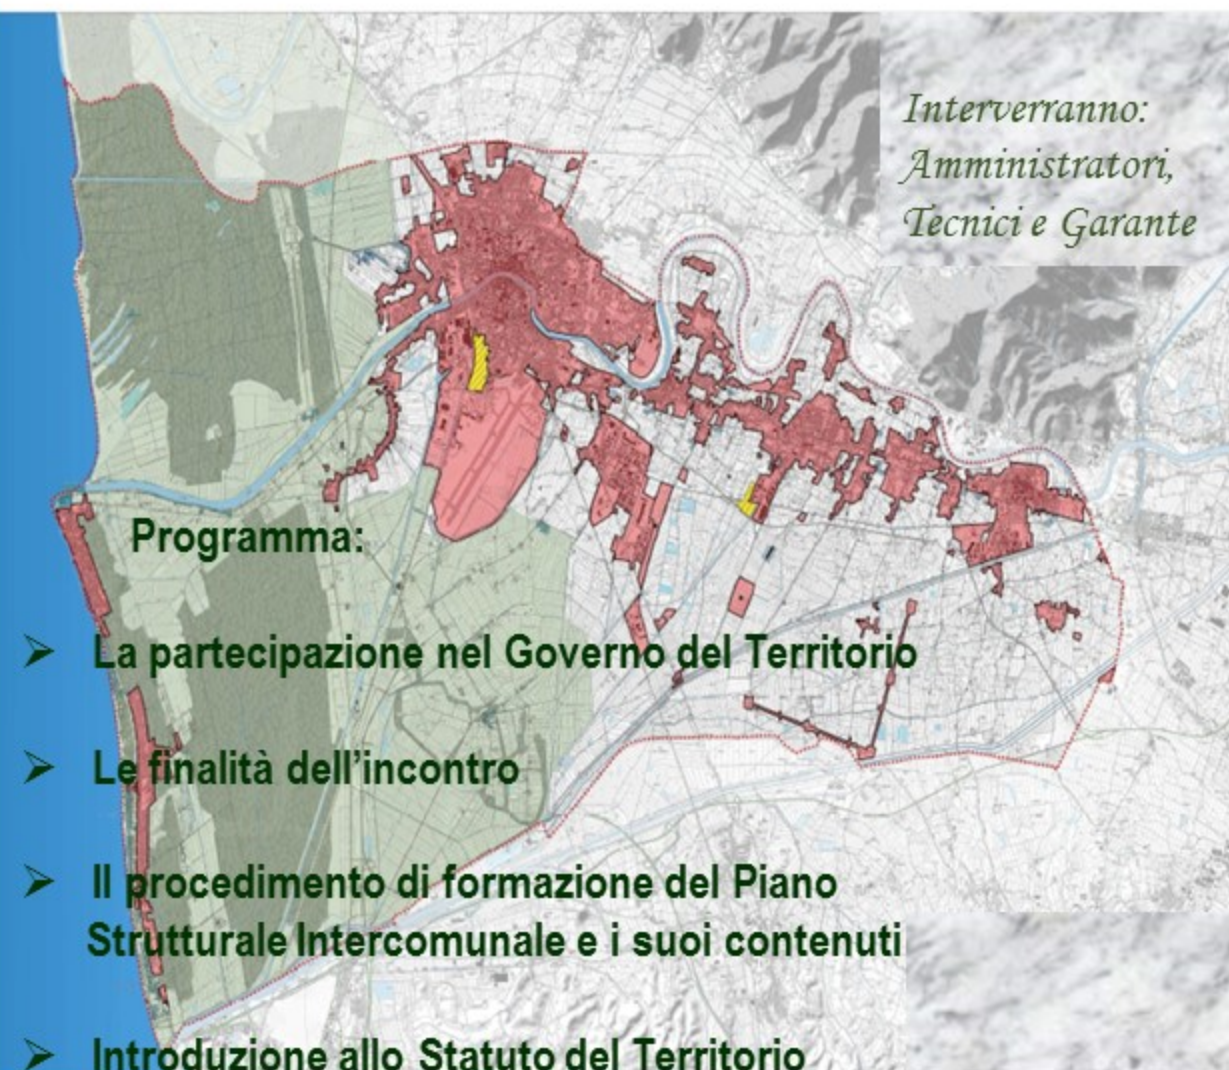 Interverranno:
Amministratori,
Tecnici e Garante
Programma:
➢ La partecipazione nel Governo del Territorio
➢ Le finalità dell'incontro
➢ Il procedimento di formazione del Piano
Strutturale Intercomunale e i suoi contenuti
➢ Introduzione allo Statuto del Territorio